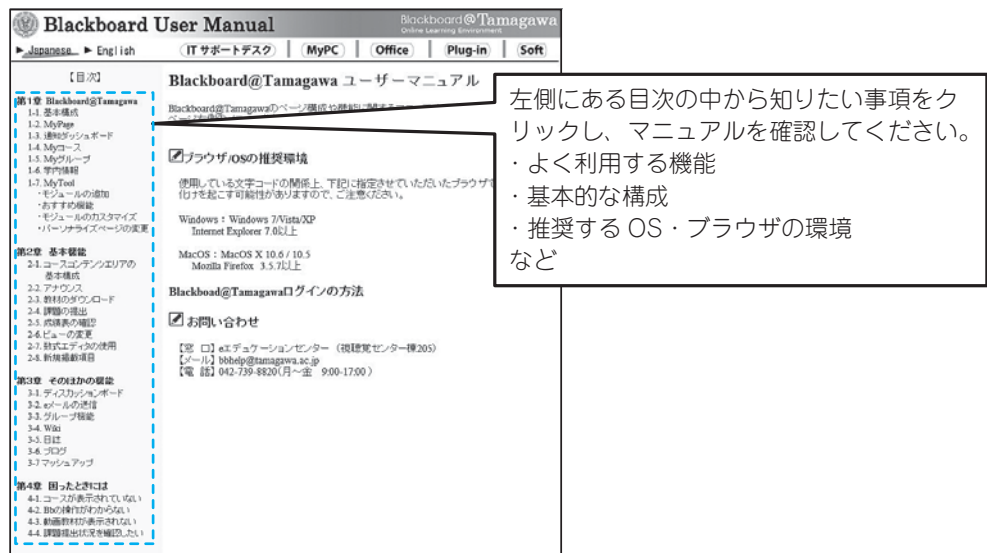 Blackboard User Manual
Blackboard@Tamagawa
Online Learning Environment
▶ Japanese ▶ English
ITサポートデスク | MyPC | Office | Plug-in | Soft
【目次】
第1章 Blackboard@Tamagawa
1-1. 基本構成
1-2. MyPage
1-3. 通知ダッシュボード
1-4. Myコース
1-5. Myグループ
1-6. 学内情報
1-7. MyTool
・モジュールの追加
・おすすめ機能
・モジュールのカスタマイズ
・パーソナライズページの変更
第2章 基本機能
2-1. コースコンテンツエリアの
基本構成
2-2. アナウンス
2-3. 教材のダウンロード
2-4. 課題の提出
2-5. 成績表の確認
2-6. ビューの変更
2-7. 数式エディタの使用
2-8. 新規掲載項目
第3章 そのほかの機能
3-1. ディスカッションボード
3-2. eメールの送信
3-3. グループ機能
3-4. Wiki
3-5. 日誌
3-6. ブログ
3-7 マッシュアップ
第4章 困ったときには
4-1. コースが表示されていない
4-2. Bbの操作がわからない
4-3. 動画教材が表示されない
4-4. 課題提出状況を確認したい
Blackboard@Tamagawa ユーザーマニュアル
Blackboard@Tamagawaのページ構成や機能に関する
ブラウザ/OSの推奨環境
使用している文字コードの関係上、下記に指定させていただいたブラウザで
化けを起こす可能性がありますので、ご注意ください。
Windows : Windows 7/Vista/XP
Internet Explorer 7.0以上
MacOS : MacOS X 10.6 / 10.5
Mozilla Firefox 3.5.7以上
Blackboad@Tamagawaログインの方法
お問い合わせ
【窓 口】eエデュケーションセンター（視聴覚センター棟205）
【メール】bbhelp@tamagawa.ac.jp
【電 話】042-739-8820（月～金 9:00-17:00）
左側にある目次の中から知りたい事項をク
リックし、マニュアルを確認してください。
・よく利用する機能
・基本的な構成
・推奨する OS・ブラウザの環境
など